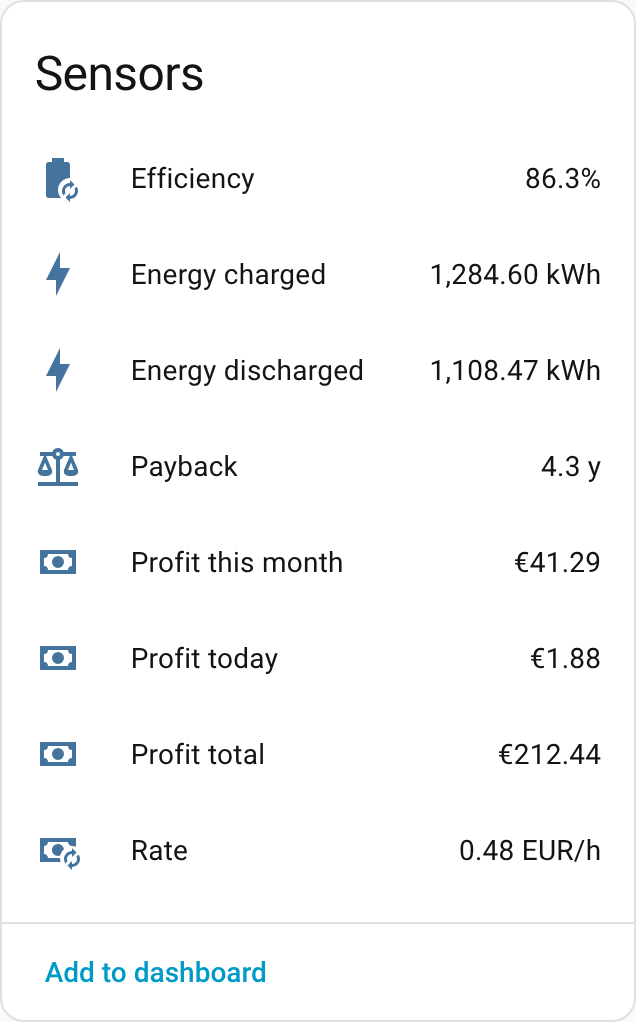 Sensors
Efficiency 86.3%
Energy charged 1,284.60 kWh
Energy discharged 1,108.47 kWh
Payback 4.3 y
Profit this month €41.29
Profit today €1.88
Profit total €212.44
Rate 0.48 EUR/h
Add to dashboard